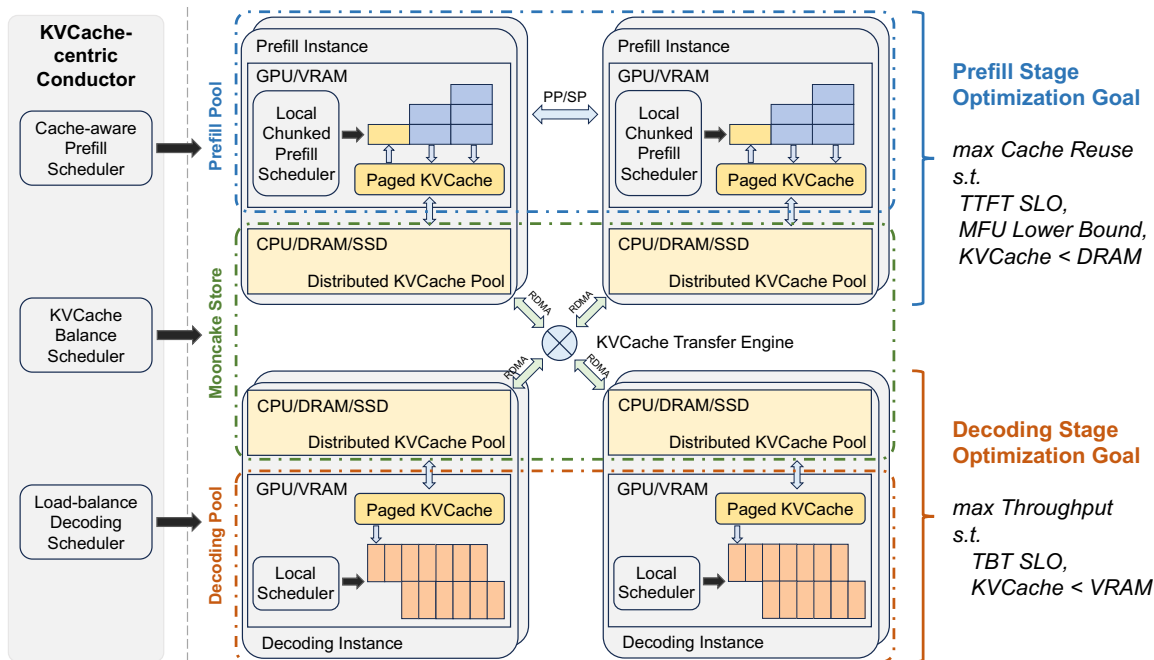 KVCache-
centric
Conductor
Cache-aware
Prefill
Scheduler
KVCache
Balance
Scheduler
Load-balance
Decoding
Scheduler
Prefill Pool
Mooncake Store
Decoding Pool
Prefill Instance
GPU/VRAM
Local
Chunked
Prefill
Scheduler
Paged KVCache
CPU/DRAM/SSD
Distributed KVCache Pool
PP/SP
Prefill Instance
GPU/VRAM
Local
Chunked
Prefill
Scheduler
Paged KVCache
CPU/DRAM/SSD
Distributed KVCache Pool
RDMA
RDMA
KVCache Transfer Engine
RDMA
RDMA
CPU/DRAM/SSD
Distributed KVCache Pool
GPU/VRAM
Paged KVCache
Local
Scheduler
Decoding Instance
CPU/DRAM/SSD
Distributed KVCache Pool
GPU/VRAM
Paged KVCache
Local
Scheduler
Decoding Instance
Prefill Stage
Optimization Goal
max Cache Reuse
s.t.
TTFT SLO,
MFU Lower Bound,
KVCache < DRAM
Decoding Stage
Optimization Goal
max Throughput
s.t.
TBT SLO,
KVCache < VRAM